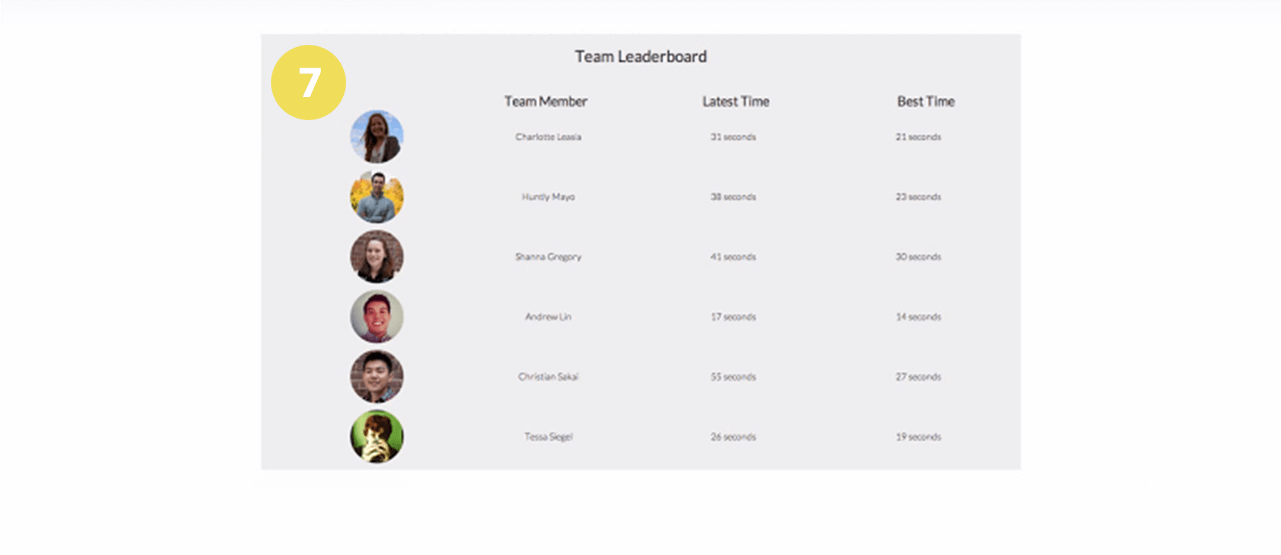 7
Team Leaderboard
Team Member Latest Time Best Time
Charlotte Leasia 31 seconds 21 seconds
Huntly Mayo 38 seconds 23 seconds
Shanna Gregory 41 seconds 30 seconds
Andrew Lin 17 seconds 14 seconds
Christian Sakai 55 seconds 27 seconds
Tessa Siegel 26 seconds 19 seconds